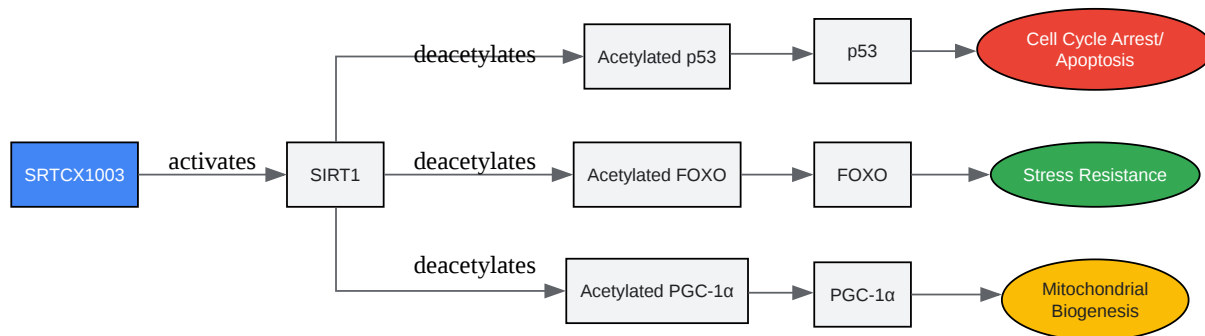 deacetylates
Acetylated p53
p53
Cell Cycle Arrest/
Apoptosis
SRTCX1003
activates
SIRT1
deacetylates
Acetylated FOXO
FOXO
Stress Resistance
deacetylates
Acetylated PGC-1α
PGC-1α
Mitochondrial
Biogenesis